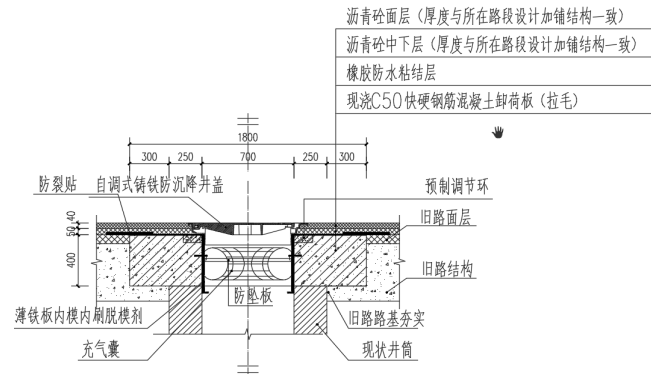 沥青砼面层（厚度与所在路段设计加铺结构一致）
沥青砼中下层（厚度与所在路段设计加铺结构一致）
橡胶防水粘结层
现浇C50快硬钢筋混凝土卸荷板（拉毛）
1800
300 250 700 250 300
防裂贴 自调式铸铁防沉降井盖 预制调节环
40
50
400
旧路面层
旧路结构
防坠板
薄铁板内模内刷脱模剂 旧路路基夯实
充气囊 现状井筒